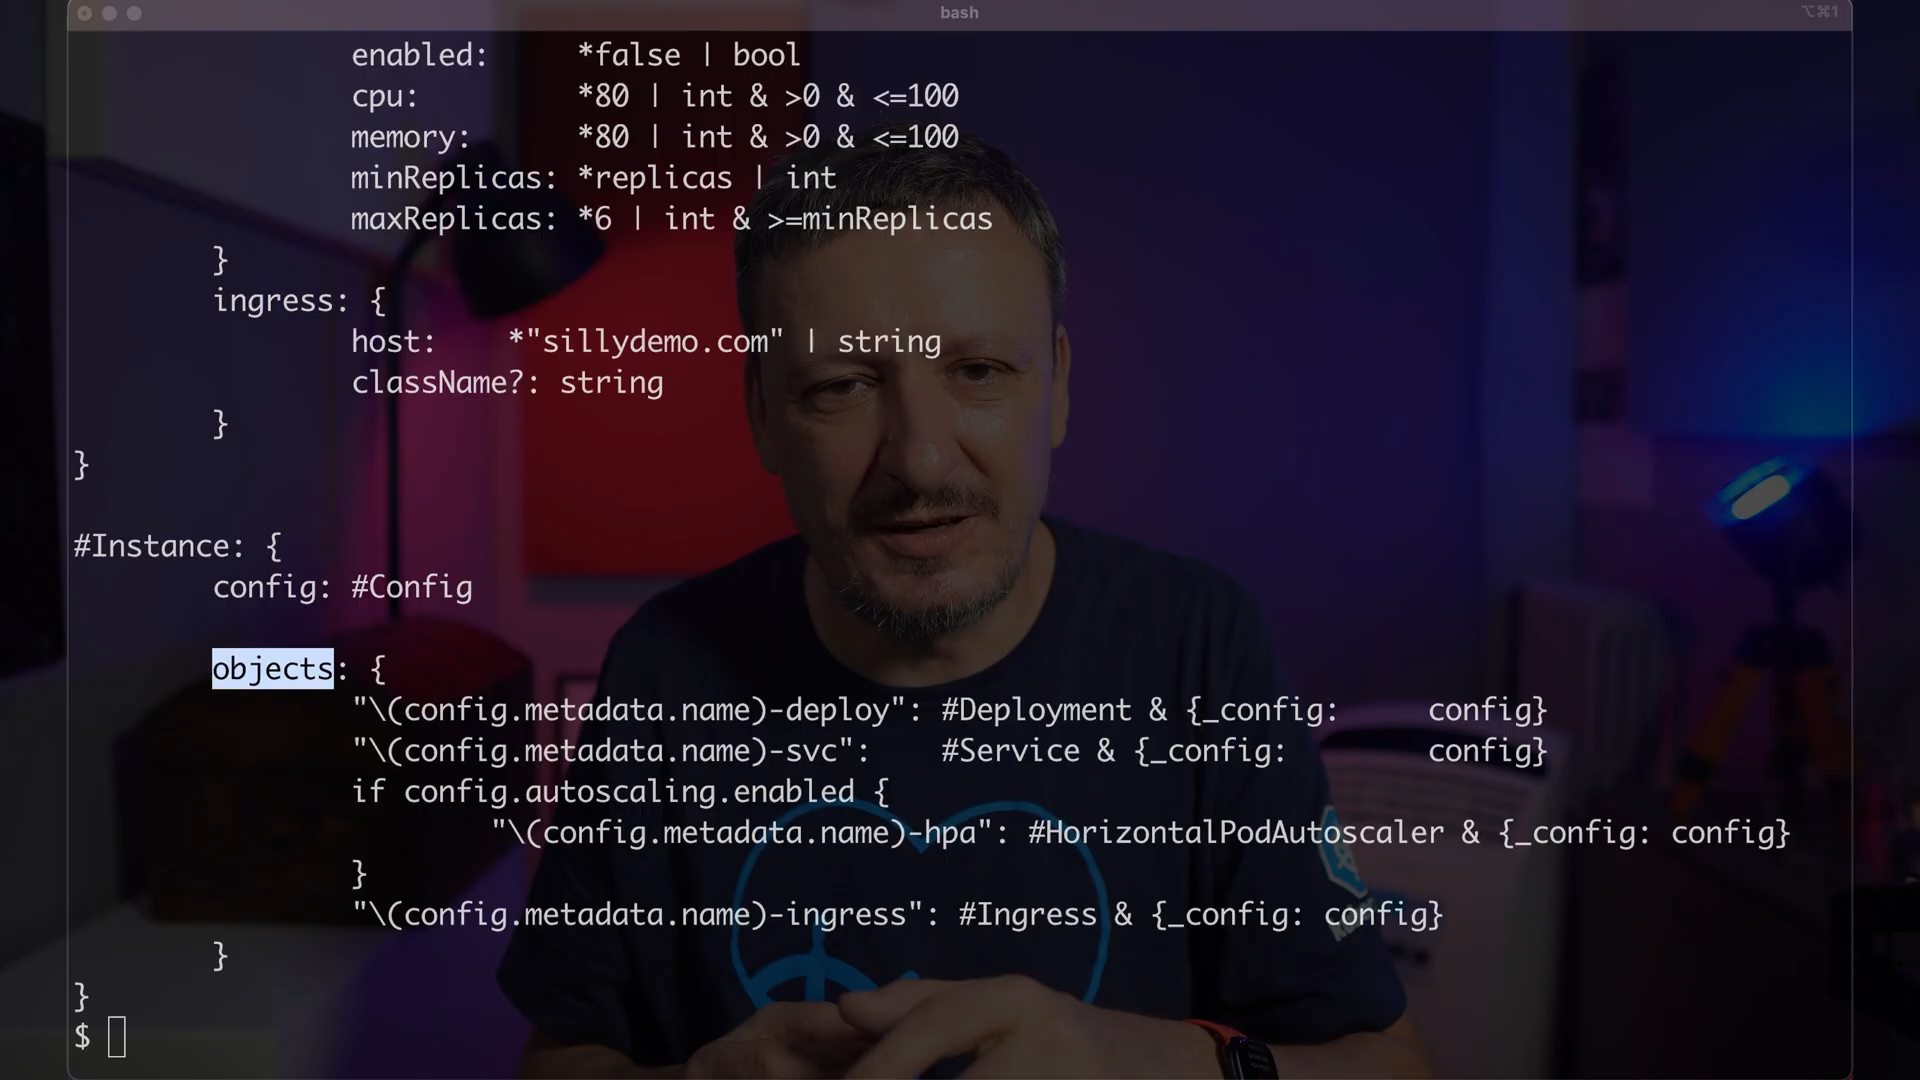 bash
⌥⌘1
enabled: *false | bool
cpu: *80 | int & >0 & <=100
memory: *80 | int & >0 & <=100
minReplicas: *replicas | int
maxReplicas: *6 | int & >=minReplicas
}
ingress: {
host: *"sillydemo.com" | string
className?: string
}
}
#Instance: {
config: #Config
objects: {
"\(config.metadata.name)-deploy": #Deployment & {_config: config}
"\(config.metadata.name)-svc": #Service & {_config: config}
if config.autoscaling.enabled {
"\(config.metadata.name)-hpa": #HorizontalPodAutoscaler & {_config: config}
}
"\(config.metadata.name)-ingress": #Ingress & {_config: config}
}
}
$